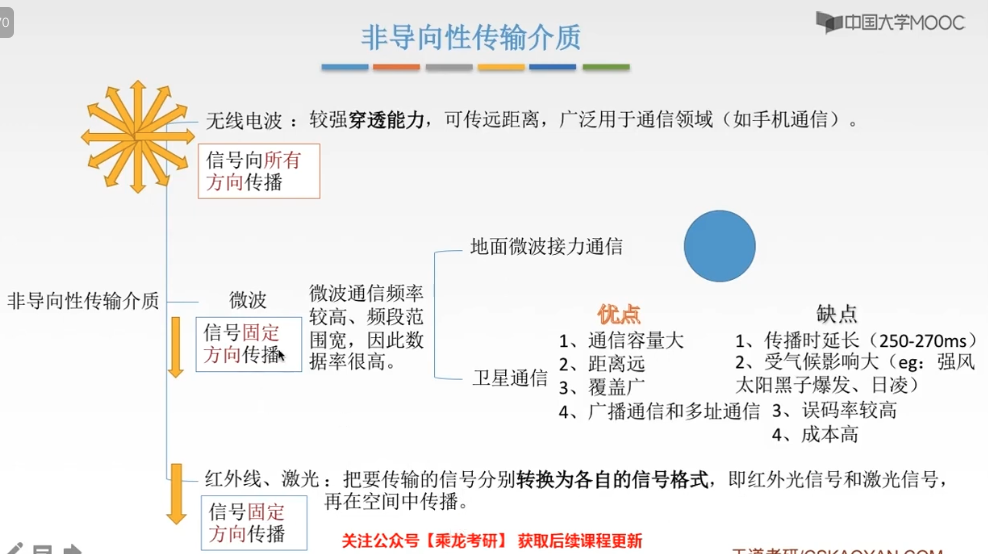 70
中国大学MOOC
非导向性传输介质
无线电波 ：较强穿透能力，可传远距离，广泛用于通信领域（如手机通信）。
信号向所有
方向传播
地面微波接力通信
非导向性传输介质
微波
微波通信频率
较高、频段范
围宽，因此数
据率很高。
信号固定
方向传播
卫星通信
优点
1、通信容量大
2、距离远
3、覆盖广
4、广播通信和多址通信
缺点
1、传播时延长（250-270ms）
2、受气候影响大（eg：强风
太阳黑子爆发、日凌）
3、误码率较高
4、成本高
红外线、激光：把要传输的信号分别转换为各自的信号格式，即红外光信号和激光信号，
再在空间中传播。
信号固定
方向传播
关注公众号【乘龙考研】 获取后续课程更新
王道考研/CSKAOYAN.COM